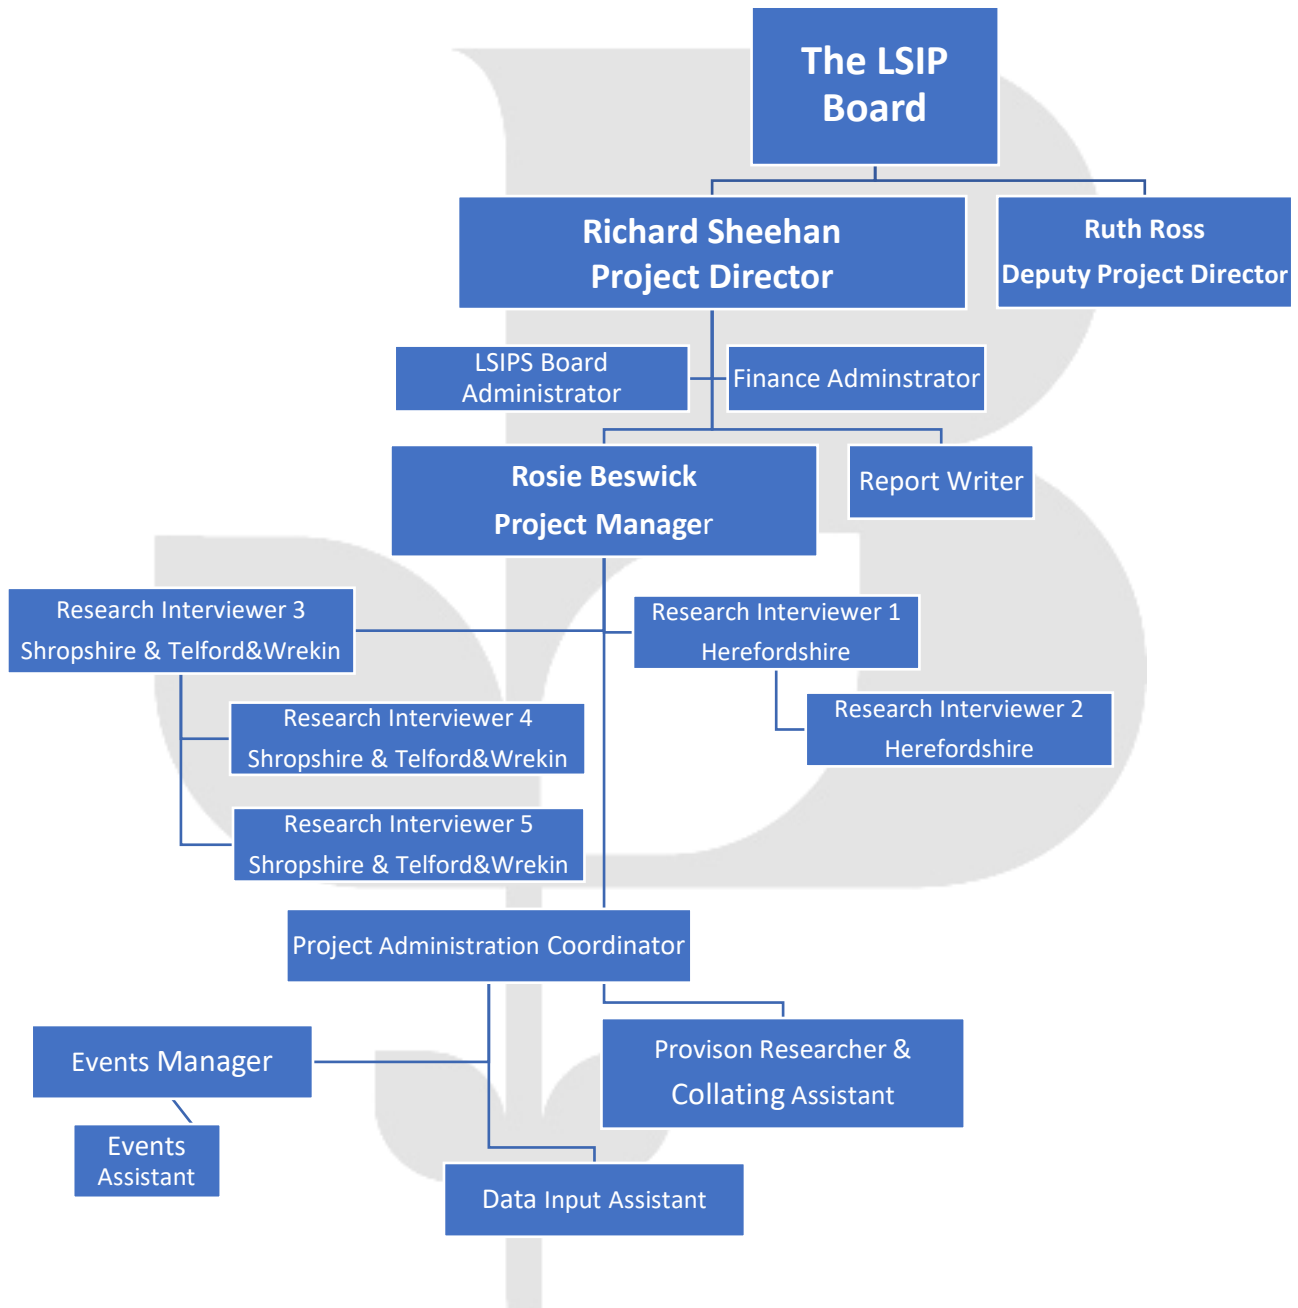 The LSIP
Board
Richard Sheehan
Project Director
Ruth Ross
Deputy Project Director
LSIPS Board
Administrator
Finance Adminstrator
Rosie Beswick
Project Manager
Report Writer
Research Interviewer 3
Shropshire & Telford&Wrekin
Research Interviewer 1
Herefordshire
Research Interviewer 4
Shropshire & Telford&Wrekin
Research Interviewer 2
Herefordshire
Research Interviewer 5
Shropshire & Telford&Wrekin
Project Administration Coordinator
Events Manager
Provison Researcher &
Collating Assistant
Events
Assistant
Data Input Assistant